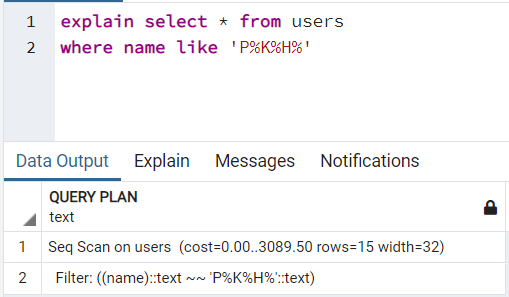 1 explain select * from users
2 where name like 'P%K%H%'
Data Output Explain Messages Notifications
QUERY PLAN
text
1 Seq Scan on users (cost=0.00..3089.50 rows=15 width=32)
2 Filter: ((name)::text ~~ 'P%K%H%'::text)